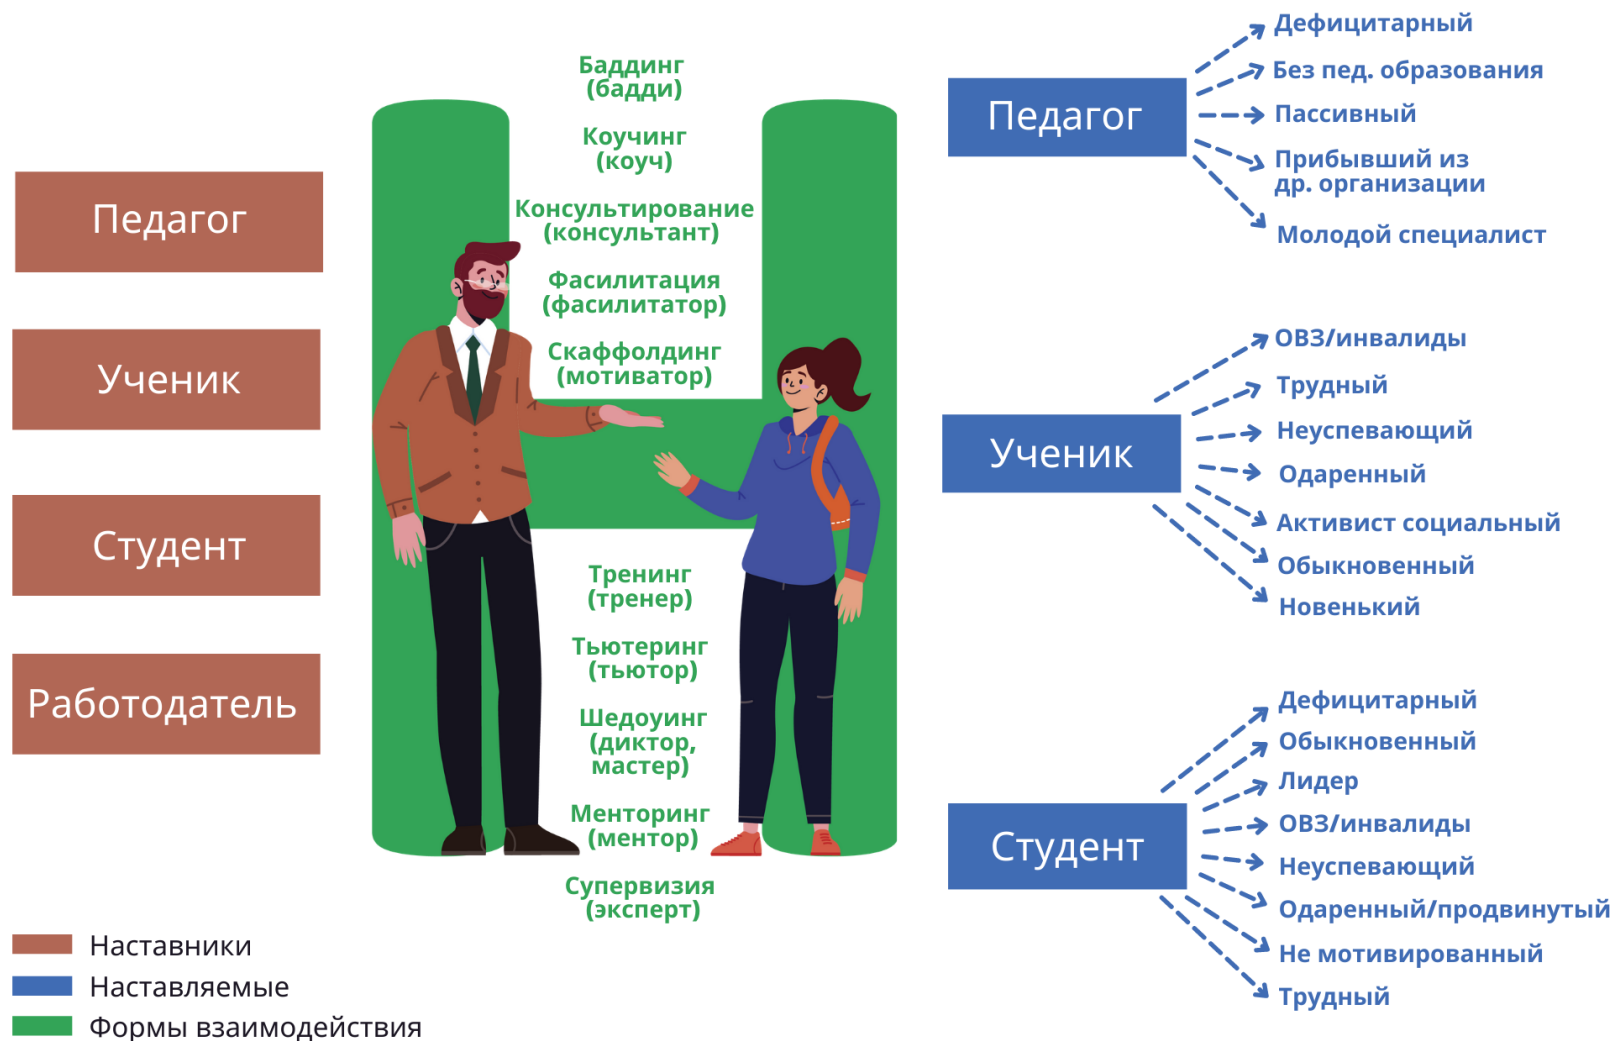 Педагог
Ученик
Студент
Работодатель
Баддинг
(бадди)
Коучинг
(коуч)
Консультирование
(консультант)
Фасилитация
(фасилитатор)
Скаффолдинг
(мотиватор)
Тренинг
(тренер)
Тьютеринг
(тьютор)
Шедоуинг
(диктор,
мастер)
Менторинг
(ментор)
Супервизия
(эксперт)
Педагог
Дефицитарный
Без пед. образования
Пассивный
Прибывший из
др. организации
Молодой специалист
Ученик
ОВЗ/инвалиды
Трудный
Неуспевающий
Одаренный
Активист социальный
Обыкновенный
Новенький
Студент
Дефицитарный
Обыкновенный
Лидер
ОВЗ/инвалиды
Неуспевающий
Одаренный/продвинутый
Не мотивированный
Трудный
Наставники
Наставляемые
Формы взаимодействия